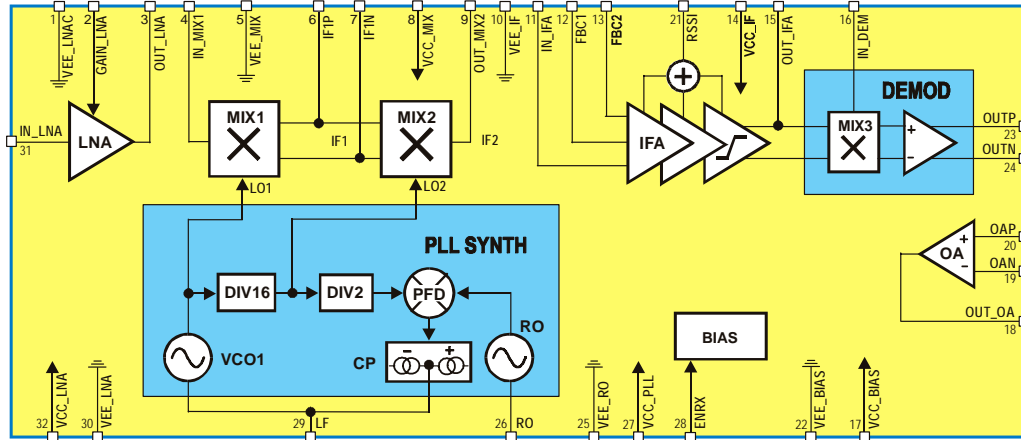 1
VEE_LNAC
2
GAIN_LNA
3
OUT_LNA
4
IN_MIX1
5
VEE_MIX
6
IF1P
7
IF1N
8
VCC_MIX
9
OUT_MIX2
10
VEE_IF
11
IN_IFA
12
FBC1
13
FBC2
21
RSSI
14
VCC_IF
15
OUT_IFA
16
IN_DEM
IN_LNA
31
LNA
MIX1
IF1
MIX2
IF2
LO1
LO2
IFA
DEMOD
MIX3
+
−
OUTP
23
OUTN
24
OAP
20
OAN
19
OA
+
−
OUT_OA
18
PLL SYNTH
DIV16
DIV2
PFD
RO
VCO1
CP
−
+
BIAS
32
VCC_LNA
30
VEE_LNA
29
LF
26
RO
25
VEE_RO
27
VCC_PLL
28
ENRX
22
VEE_BIAS
17
VCC_BIAS